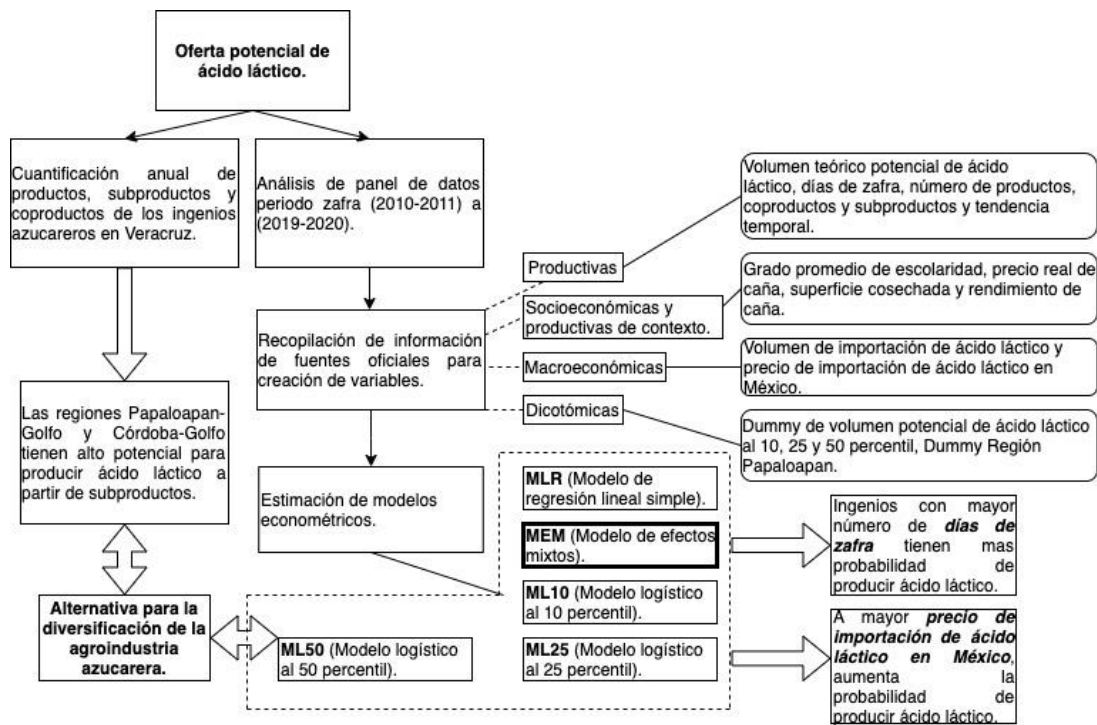 Oferta potencial de
ácido láctico.
Cuantificación anual de
productos, subproductos y
coproductos de los ingenios
azucareros en Veracruz.
Análisis de panel de datos
periodo zafra (2010-2011) a
(2019-2020).
Volumen teórico potencial de ácido
láctico, días de zafra, número de productos,
coproductos y subproductos y tendencia
temporal.
Productivas
Grado promedio de escolaridad, precio real de
caña, superficie cosechada y rendimiento de
caña.
Socioeconómicas y
productivas de contexto.
Recopilación de información
de fuentes oficiales para
creación de variables.
Macroeconómicas
Volumen de importación de ácido láctico y
precio de importación de ácido láctico en
México.
Dicotómicas
Dummy de volumen potencial de ácido láctico
al 10, 25 y 50 percentil, Dummy Región
Papaloapan.
Las regiones Papaloapan-
Golfo y Córdoba-Golfo
tienen alto potencial para
producir ácido láctico a
partir de subproductos.
Estimación de modelos
econométricos.
MLR (Modelo de
regresión lineal simple).
MEM (Modelo de efectos
mixtos).
Ingenios con mayor
número de días de
zafra tienen mas
probabilidad de
producir ácido láctico.
ML10 (Modelo logístico
al 10 percentil).
Alternativa para la
diversificación de la
agroindustria
azucarera.
ML50 (Modelo logístico
al 50 percentil).
ML25 (Modelo logístico
al 25 percentil).
A mayor precio de
importación de ácido
láctico en México,
aumenta la
probabilidad de
producir ácido láctico.